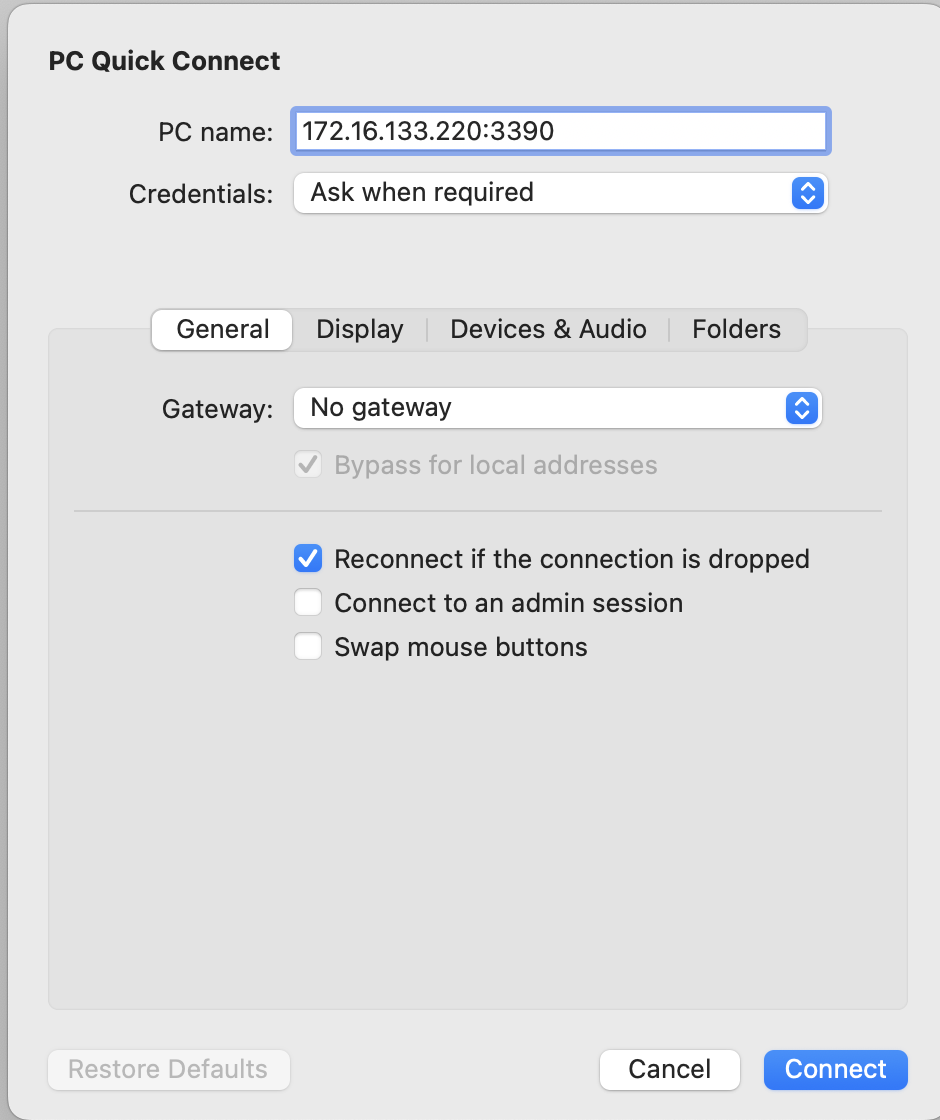 PC Quick Connect
PC name: 172.16.133.220:3390
Credentials: Ask when required
General Display Devices & Audio Folders
Gateway: No gateway
Bypass for local addresses
Reconnect if the connection is dropped
Connect to an admin session
Swap mouse buttons
Restore Defaults Cancel Connect